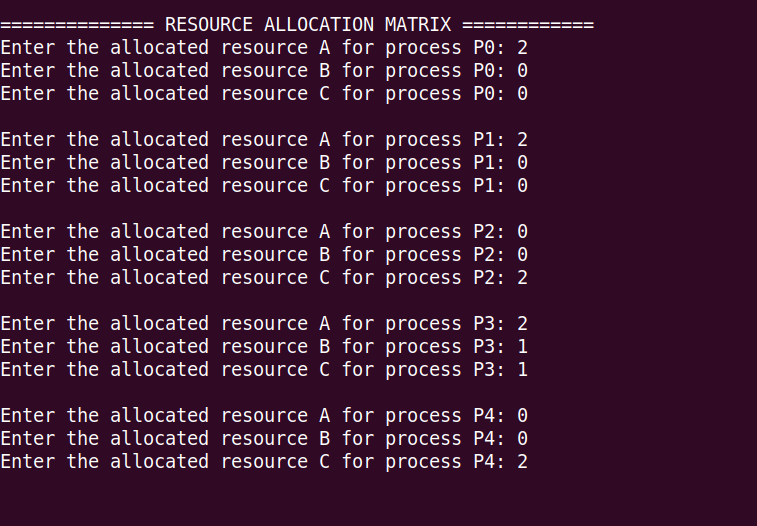 ============== RESOURCE ALLOCATION MATRIX ============
Enter the allocated resource A for process P0: 2
Enter the allocated resource B for process P0: 0
Enter the allocated resource C for process P0: 0
Enter the allocated resource A for process P1: 2
Enter the allocated resource B for process P1: 0
Enter the allocated resource C for process P1: 0
Enter the allocated resource A for process P2: 0
Enter the allocated resource B for process P2: 0
Enter the allocated resource C for process P2: 2
Enter the allocated resource A for process P3: 2
Enter the allocated resource B for process P3: 1
Enter the allocated resource C for process P3: 1
Enter the allocated resource A for process P4: 0
Enter the allocated resource B for process P4: 0
Enter the allocated resource C for process P4: 2